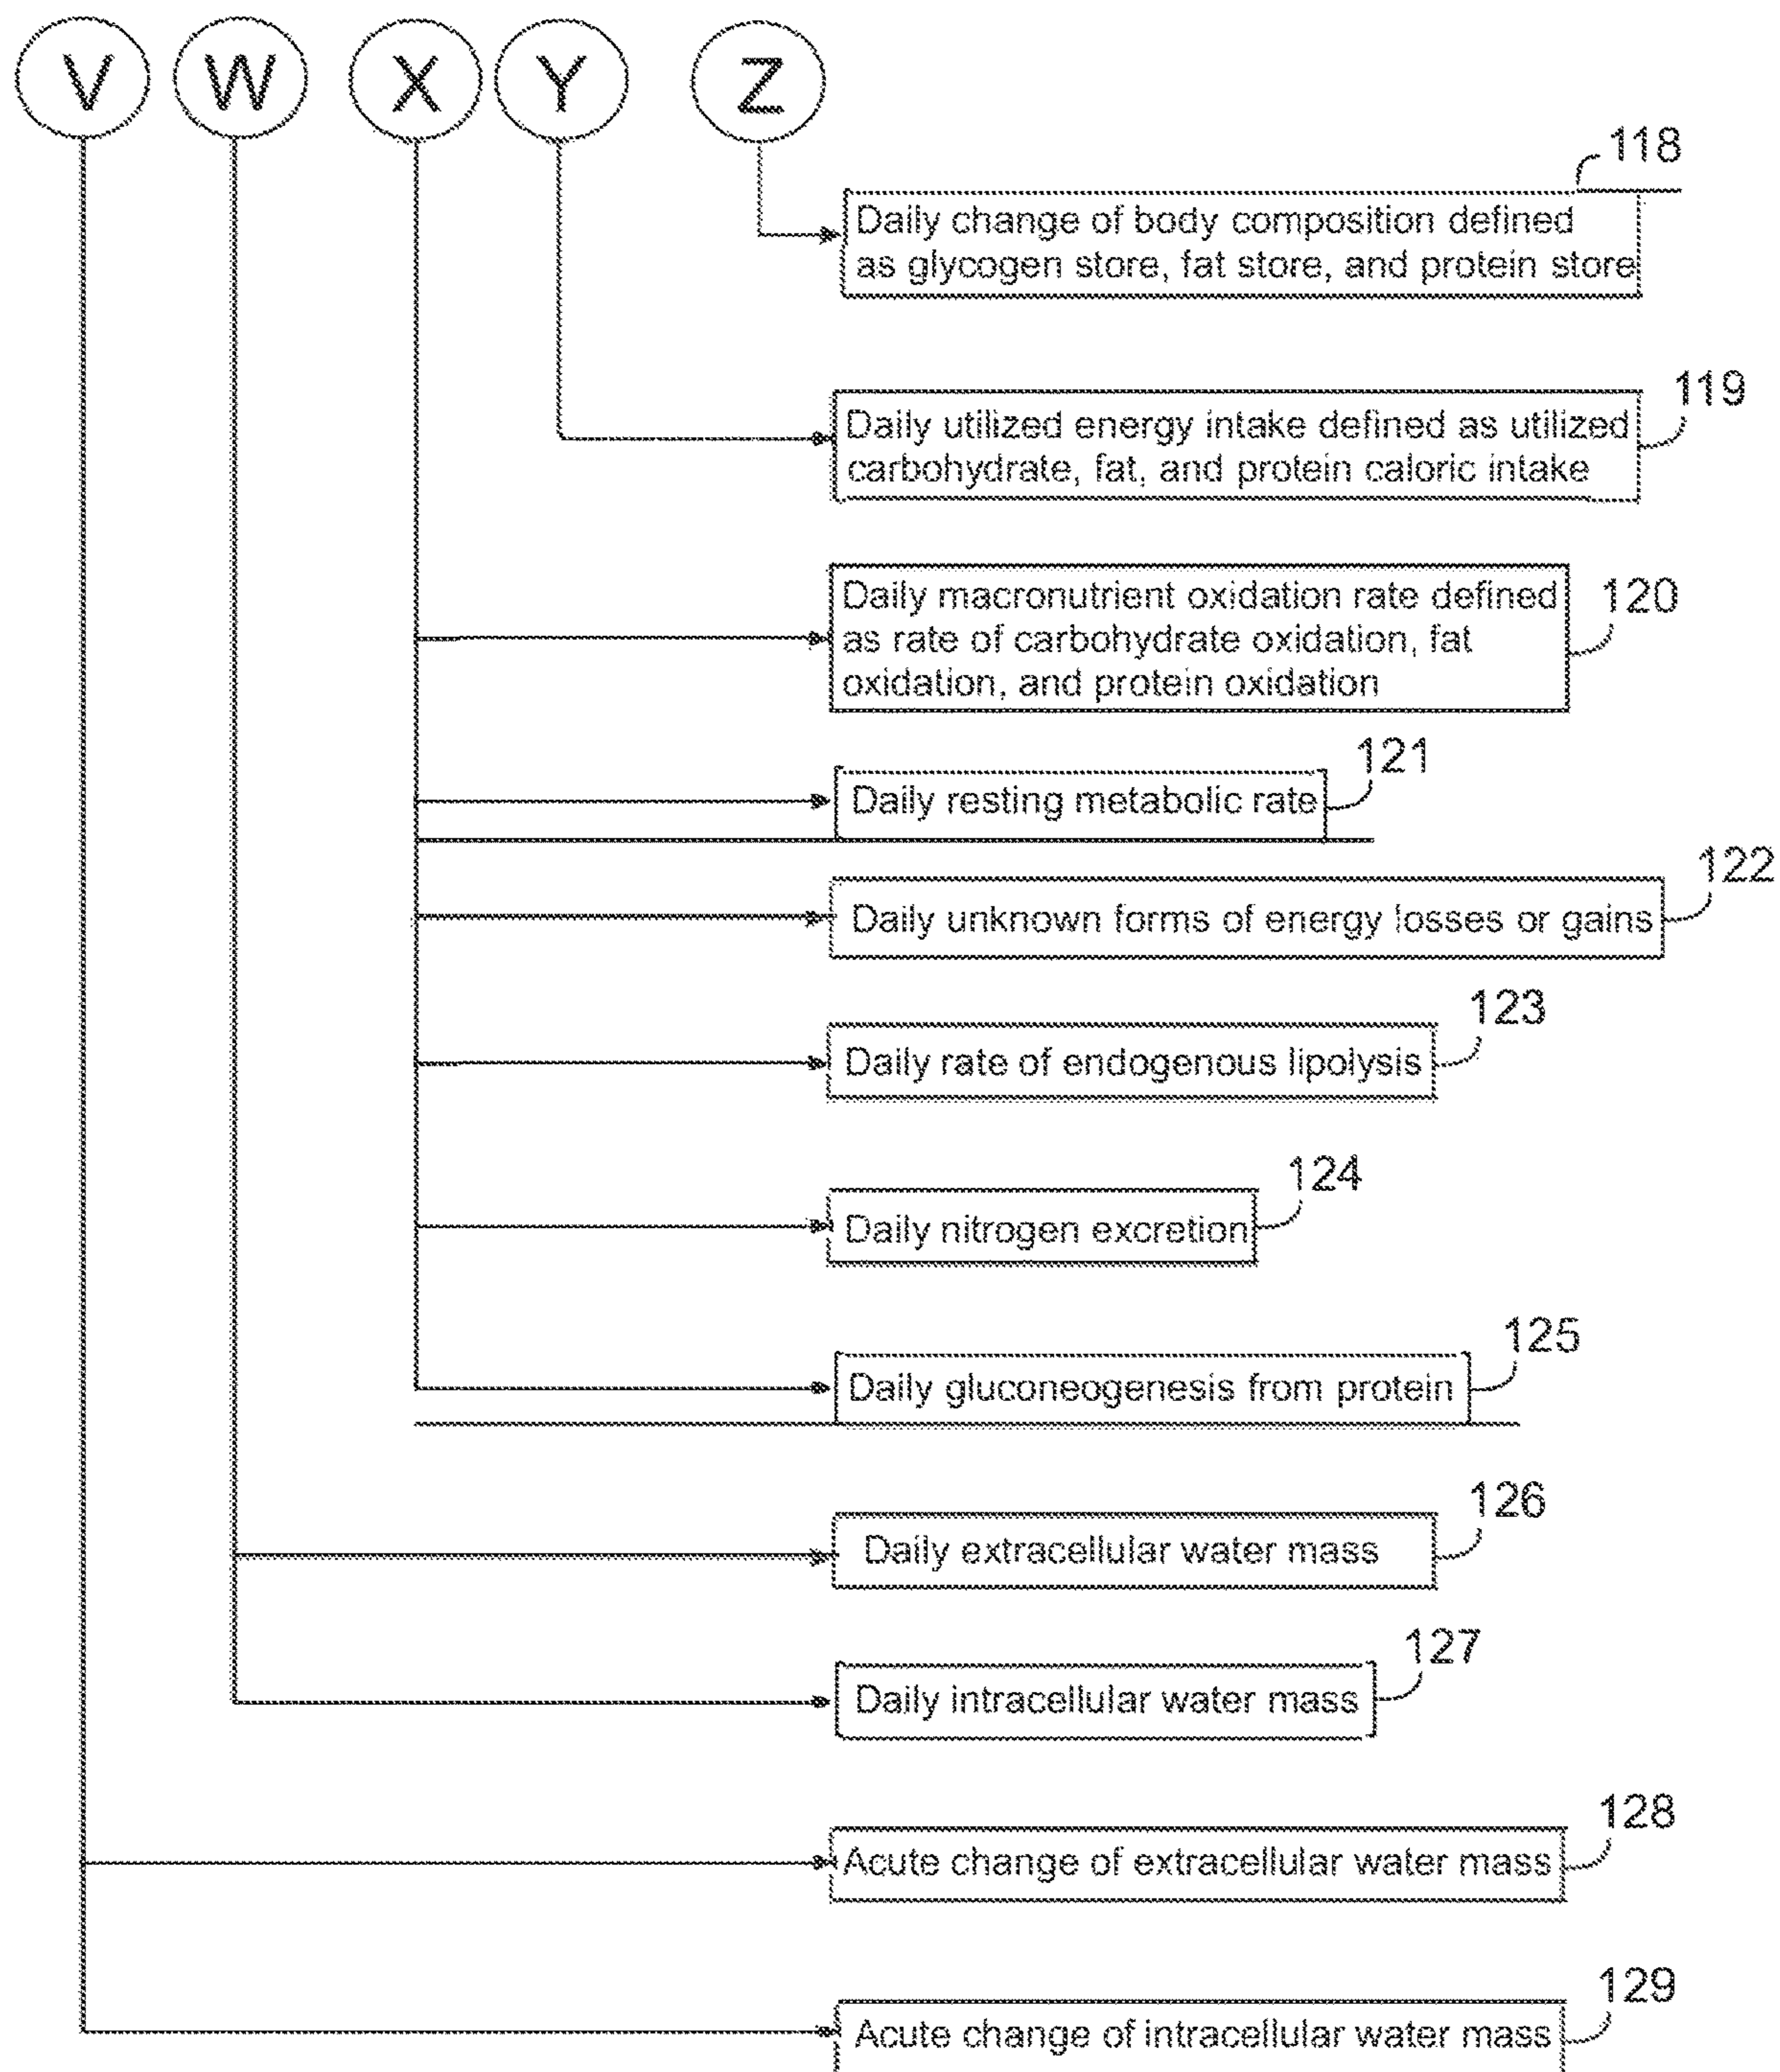 V W X Y Z
118
Daily change of body composition defined
as glycogen store, fat store, and protein store
119
Daily utilized energy intake defined as utilized
carbohydrate, fat, and protein caloric intake
120
Daily macronutrient oxidation rate defined
as rate of carbohydrate oxidation, fat
oxidation, and protein oxidation
121
Daily resting metabolic rate
122
Daily unknown forms of energy losses or gains
123
Daily rate of endogenous lipolysis
124
Daily nitrogen excretion
125
Daily gluconeogenesis from protein
126
Daily extracellular water mass
127
Daily intracellular water mass
128
Acute change of extracellular water mass
129
Acute change of intracellular water mass